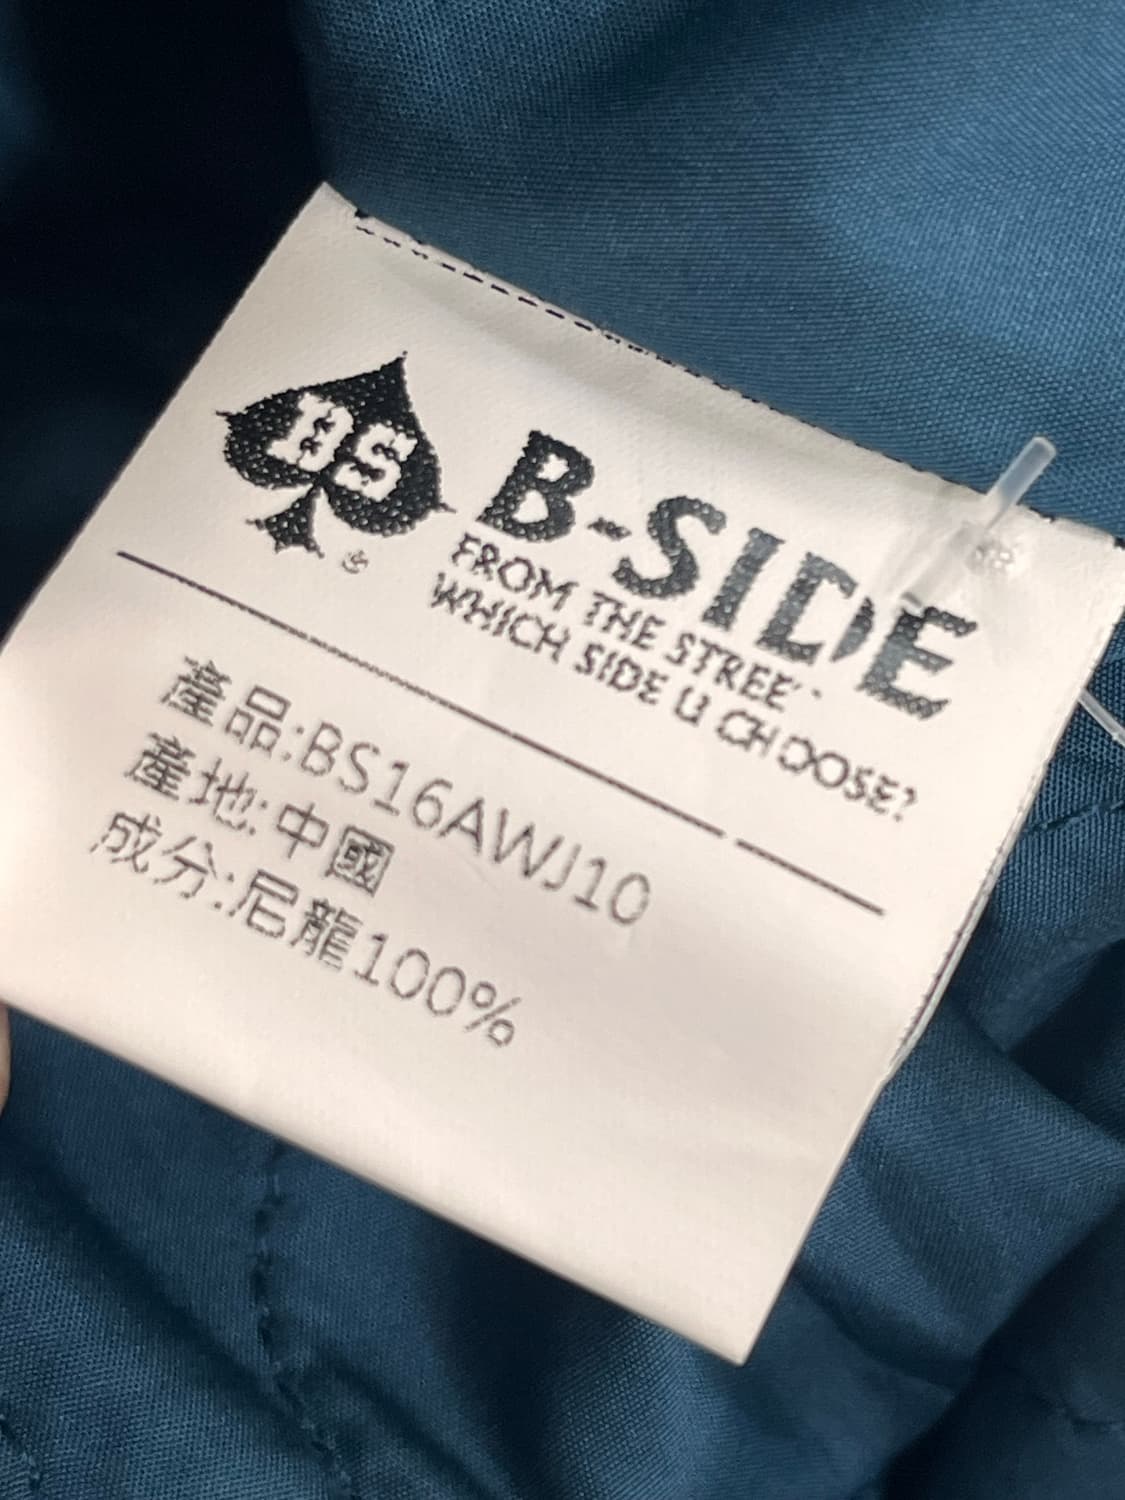 BS
B-SIDE
FROM THE STREET
WHICH SIDE U CHOOSE?
產品:BS16AWJ10
產地:中國
成分:尼龍100%